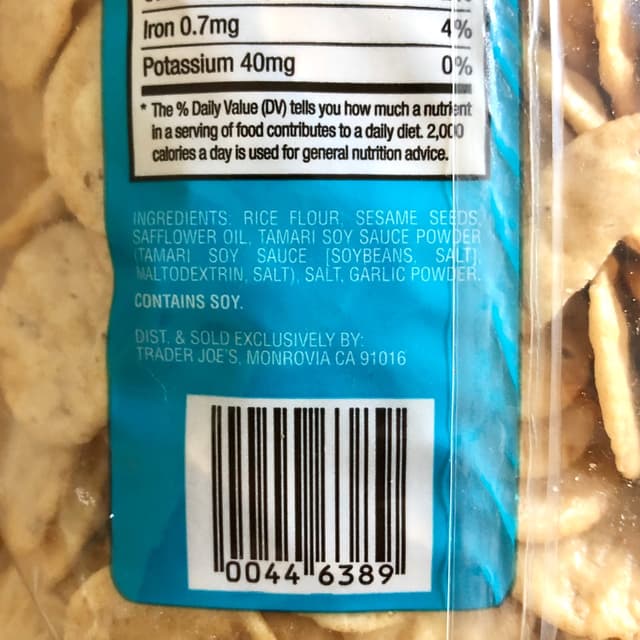 Iron 0.7mg 4%
Potassium 40mg 0%
* The % Daily Value (DV) tells you how much a nutrient
in a serving of food contributes to a daily diet. 2,000
calories a day is used for general nutrition advice.
INGREDIENTS: RICE FLOUR, SESAME SEEDS,
SAFFLOWER OIL, TAMARI SOY SAUCE POWDER
(TAMARI SOY SAUCE [SOYBEANS, SALT],
MALTODEXTRIN, SALT), SALT, GARLIC POWDER.
CONTAINS SOY.
DIST. & SOLD EXCLUSIVELY BY:
TRADER JOE'S, MONROVIA CA 91016
0044 6389